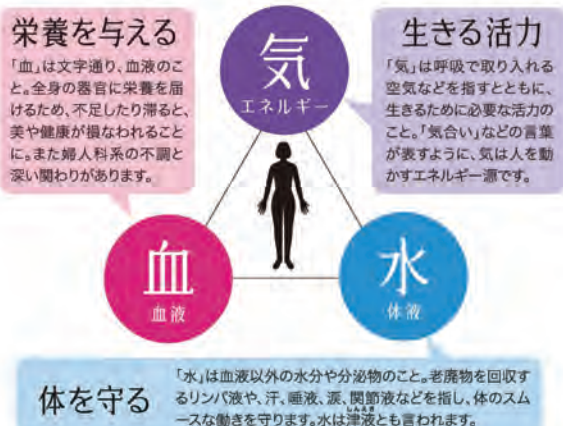 栄養を与える
「血」は文字通り、血液のこ
と。全身の器官に栄養を届
けるため、不足したり滞ると、
美や健康が損なわれること
に。また婦人科系の不調と
深い関わりがあります。
気
エネルギー
生きる活力
「気」は呼吸で取り入れる
空気などを指すとともに、
生きるために必要な活力の
こと。「気合い」などの言葉
が表すように、気は人を動
かすエネルギー源です。
血
血液
水
体液
体を守る
「水」は血液以外の水分や分泌物のこと。老廃物を回収す
るリンパ液や、汗、唾液、涙、関節液などを指し、体のスム
しんえき
ースな働きを守ります。水は津液とも言われます。